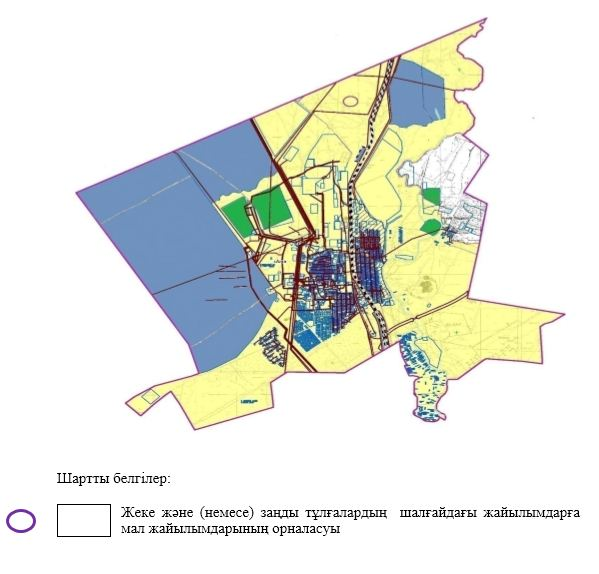 Шартты белгілер:
Жеке және (немесе) заңды тұлғалардың шалғайдағы жайылымдарға
мал жайылымдарының орналасуы